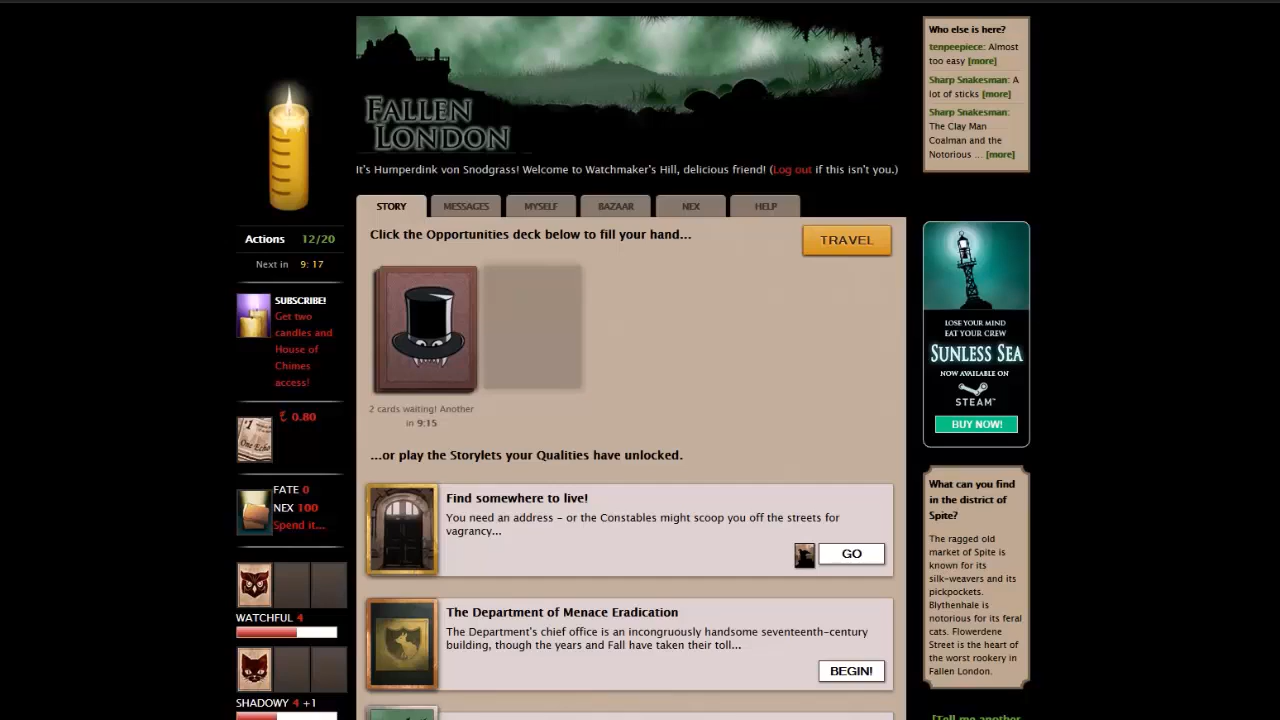 FALLEN
LONDON
It's Humperdink von Snodgrass! Welcome to Watchmaker's Hill, delicious friend! (Log out if this isn't you.)
Actions 12/20
Next in 9: 17
SUBSCRIBE!
Get two
candles and
House of
Chimes
access!
One Echo
0.80
FATE 0
NEX 100
Spend it...
WATCHFUL 4
SHADOWY 4 +1
STORY
MESSAGES
MYSELF
BAZAAR
NEX
HELP
Click the Opportunities deck below to fill your hand...
TRAVEL
2 cards waiting! Another
in 9:15
...or play the Storylets your Qualities have unlocked.
Find somewhere to live!
You need an address - or the Constables might scoop you off the streets for
vagrancy...
GO
The Department of Menace Eradication
The Department's chief office is an incongruously handsome seventeenth-century
building, though the years and Fall have taken their toll...
BEGIN!
Who else is here?
tenpeepiece: Almost
too easy [more]
Sharp Snakesman: A
lot of sticks [more]
Sharp Snakesman:
The Clay Man
Coalman and the
Notorious ... [more]
LOSE YOUR MIND
EAT YOUR CREW
SUNLESS SEA
NOW AVAILABLE ON
STEAM™
BUY NOW!
What can you find
in the district of
Spite?
The ragged old
market of Spite is
known for its
silk-weavers and its
pickpockets.
Blythenhale is
notorious for its feral
cats. Flowerdene
Street is the heart of
the worst rookery in
Fallen London.
[Tell me another